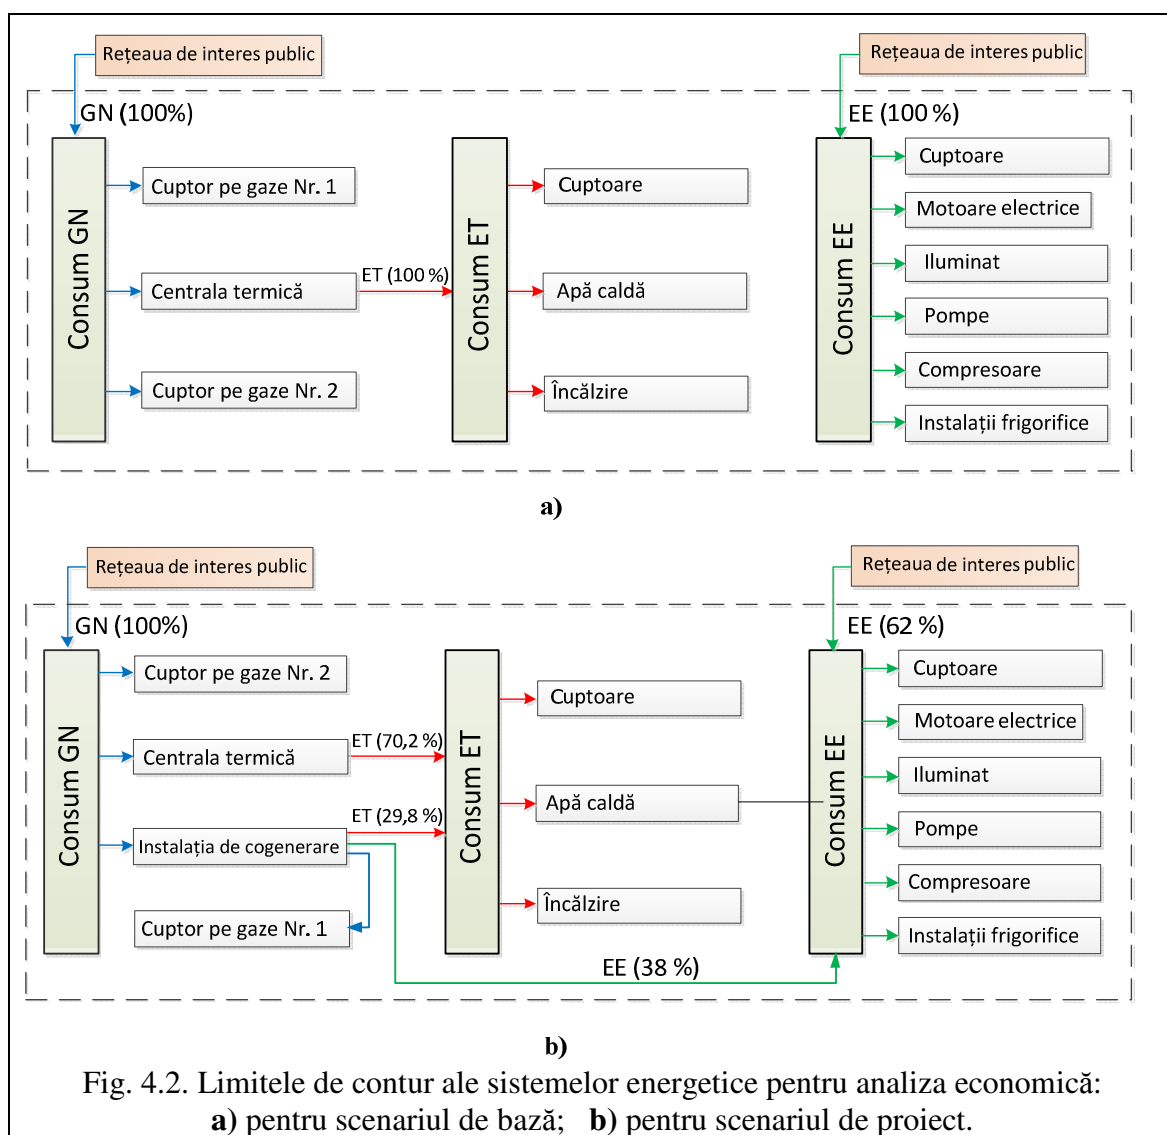 Rețeaua de interes public
Rețeaua de interes public
GN (100%)
EE (100 %)
Consum GN
Cuptor pe gaze Nr. 1
Centrala termică
Cuptor pe gaze Nr. 2
ET (100 %)
Consum ET
Cuptoare
Apă caldă
Încălzire
Consum EE
Cuptoare
Motoare electrice
Iluminat
Pompe
Compresoare
Instalații frigorifice
a)
Rețeaua de interes public
Rețeaua de interes public
GN (100%)
EE (62 %)
Consum GN
Cuptor pe gaze Nr. 2
Centrala termică
Instalația de cogenerare
Cuptor pe gaze Nr. 1
ET (70,2 %)
ET (29,8 %)
Consum ET
Cuptoare
Apă caldă
Încălzire
EE (38 %)
Consum EE
Cuptoare
Motoare electrice
Iluminat
Pompe
Compresoare
Instalații frigorifice
b)
Fig. 4.2. Limitele de contur ale sistemelor energetice pentru analiza economică:
a) pentru scenariul de bază; b) pentru scenariul de proiect.